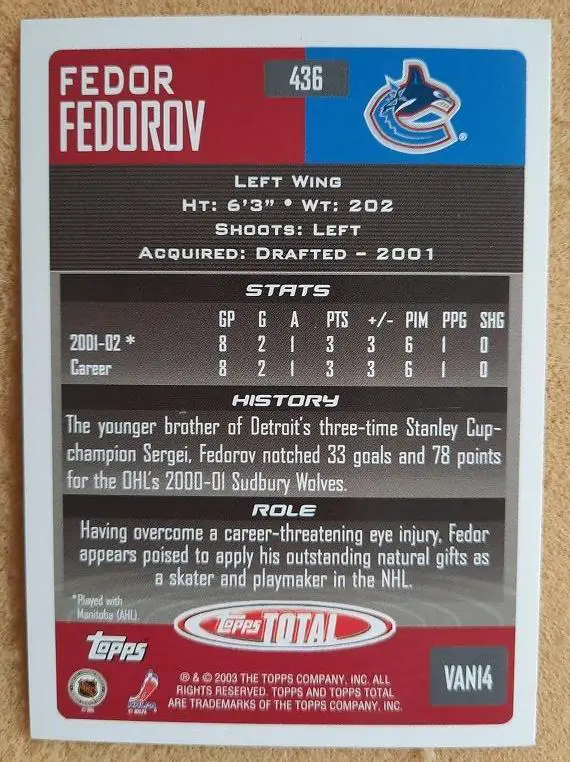 FEDOR
FEDOROV
436
®
LEFT WING
HT: 6'3" • WT: 202
SHOOTS: LEFT
ACQUIRED: DRAFTED – 2001
STATS
GP G A PTS +/- PIM PPG SHG
2001-02 * 8 2 1 3 3 6 1 0
Career 8 2 1 3 3 6 1 0
HISTORY
The younger brother of Detroit's three-time Stanley Cup-
champion Sergei, Fedorov notched 33 goals and 78 points
for the OHL's 2000-01 Sudbury Wolves.
ROLE
Having overcome a career-threatening eye injury, Fedor
appears poised to apply his outstanding natural gifts as
a skater and playmaker in the NHL.
*Played with
Manitoba (AHL).
Topps TOTAL
Topps
® & © 2003 THE TOPPS COMPANY, INC. ALL
RIGHTS RESERVED. TOPPS AND TOPPS TOTAL
ARE TRADEMARKS OF THE TOPPS COMPANY, INC.
VAN14